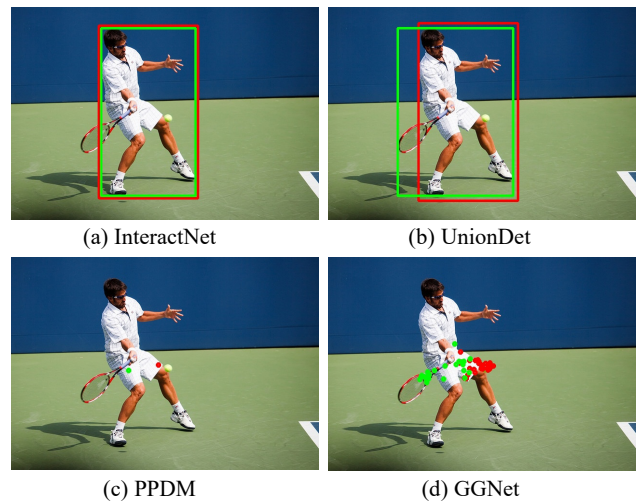 (a) InteractNet
(b) UnionDet
(c) PPDM
(d) GGNet